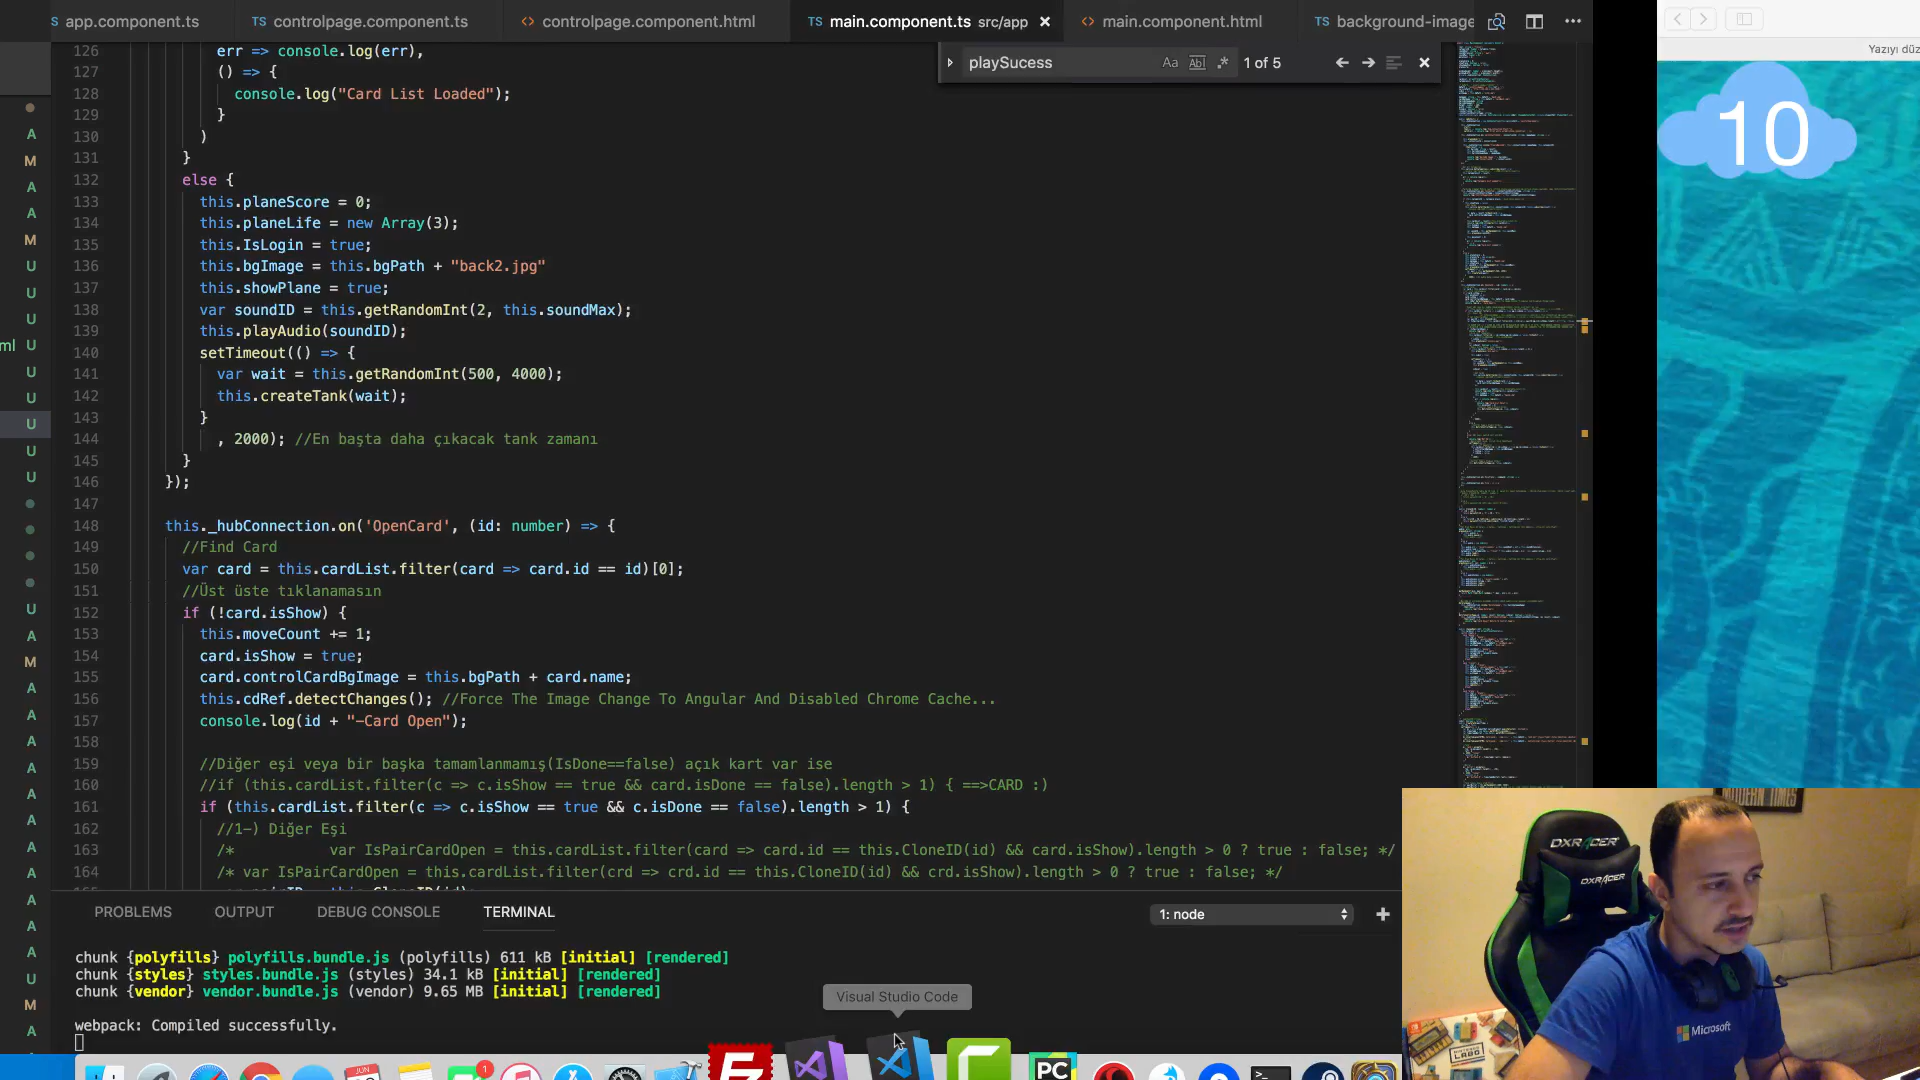 app.component.ts
TS controlpage.component.ts
<> controlpage.component.html
TS main.component.ts src/app
<> main.component.html
TS background-image
playSucess
Aa Abl .* 1 of 5
Yazıyı düz
10
126 err => console.log(err),
127 () => {
128 console.log("Card List Loaded");
129 }
130 )
131 }
132 else {
133 this.planeScore = 0;
134 this.planeLife = new Array(3);
135 this.IsLogin = true;
136 this.bgImage = this.bgPath + "back2.jpg"
137 this.showPlane = true;
138 var soundID = this.getRandomInt(2, this.soundMax);
139 this.playAudio(soundID);
140 setTimeout(() => {
141 var wait = this.getRandomInt(500, 4000);
142 this.createTank(wait);
143 }
144 , 2000); //En başta daha çıkacak tank zamanı
145 }
146 });
147
148 this._hubConnection.on('OpenCard', (id: number) => {
149 //Find Card
150 var card = this.cardList.filter(card => card.id == id)[0];
151 //Üst üste tıklanamasın
152 if (!card.isShow) {
153 this.moveCount += 1;
154 card.isShow = true;
155 card.controlCardBgImage = this.bgPath + card.name;
156 this.cdRef.detectChanges(); //Force The Image Change To Angular And Disabled Chrome Cache...
157 console.log(id + "-Card Open");
158
159 //Diğer eşi veya bir başka tamamlanmamış(IsDone==false) açık kart var ise
160 //if (this.cardList.filter(c => c.isShow == true && card.isDone == false).length > 1) { ==>CARD :)
161 if (this.cardList.filter(c => c.isShow == true && c.isDone == false).length > 1) {
162 //1-) Diğer Eşi
163 /* var IsPairCardOpen = this.cardList.filter(card => card.id == this.CloneID(id) && card.isShow).length > 0 ? true : false; */
164 /* var IsPairCardOpen = this.cardList.filter(crd => crd.id == this.CloneID(id) && crd.isShow).length > 0 ? true : false; */
PROBLEMS OUTPUT DEBUG CONSOLE TERMINAL
1: node
chunk {polyfills} polyfills.bundle.js (polyfills) 611 kB [initial] [rendered]
chunk {styles} styles.bundle.js (styles) 34.1 kB [initial] [rendered]
chunk {vendor} vendor.bundle.js (vendor) 9.65 MB [initial] [rendered]
webpack: Compiled successfully.
Visual Studio Code
MODERN TIMES
DXRACER
DXRACER
Microsoft
NINTENDO
LABO
JUN
1
PC